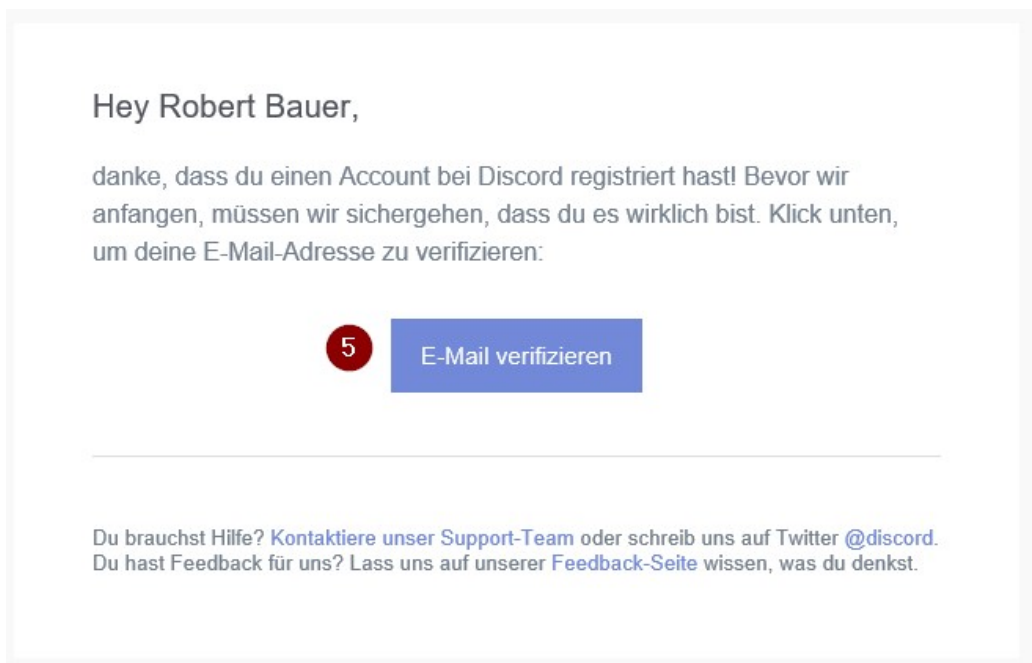 Hey Robert Bauer,
danke, dass du einen Account bei Discord registriert hast! Bevor wir
anfangen, müssen wir sichergehen, dass du es wirklich bist. Klick unten,
um deine E-Mail-Adresse zu verifizieren:
5 E-Mail verifizieren
Du brauchst Hilfe? Kontaktiere unser Support-Team oder schreib uns auf Twitter @discord.
Du hast Feedback für uns? Lass uns auf unserer Feedback-Seite wissen, was du denkst.